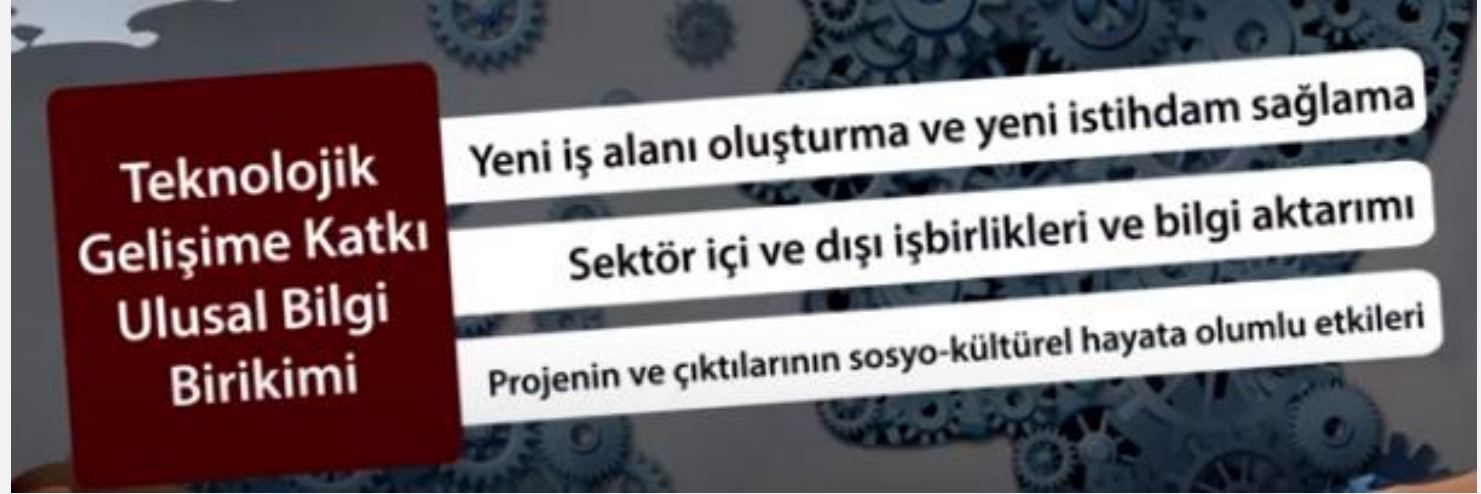 Teknolojik
Gelişime Katkı
Ulusal Bilgi
Birikimi
Yeni iş alanı oluşturma ve yeni istihdam sağlama
Sektör içi ve dışı işbirlikleri ve bilgi aktarımı
Projenin ve çıktılarının sosyo-kültürel hayata olumlu etkileri